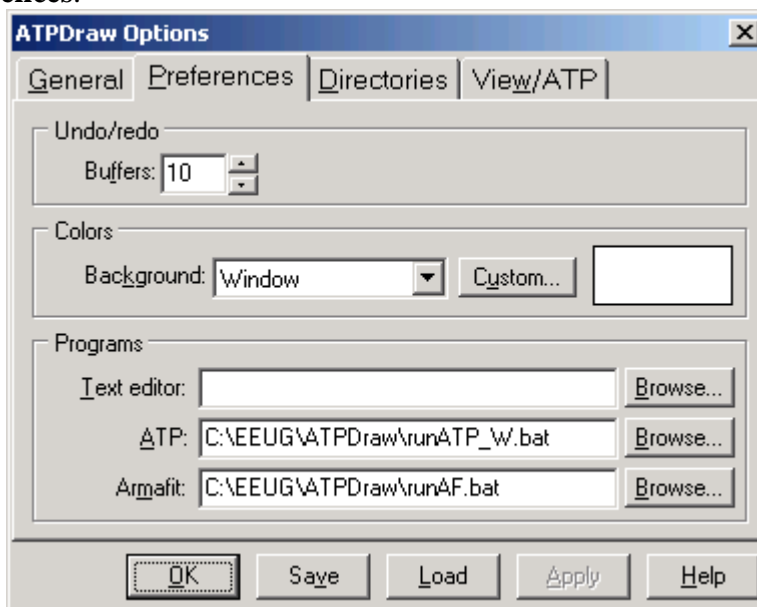 ences.
ATPDraw Options
General Preferences Directories View/ATP
Undo/redo
Buffers: 10
Colors
Background: Window Custom...
Programs
Text editor: Browse...
ATP: C:\EEUG\ATPDraw\runATP_W.bat Browse...
Armafit: C:\EEUG\ATPDraw\runAF.bat Browse...
OK Save Load Apply Help